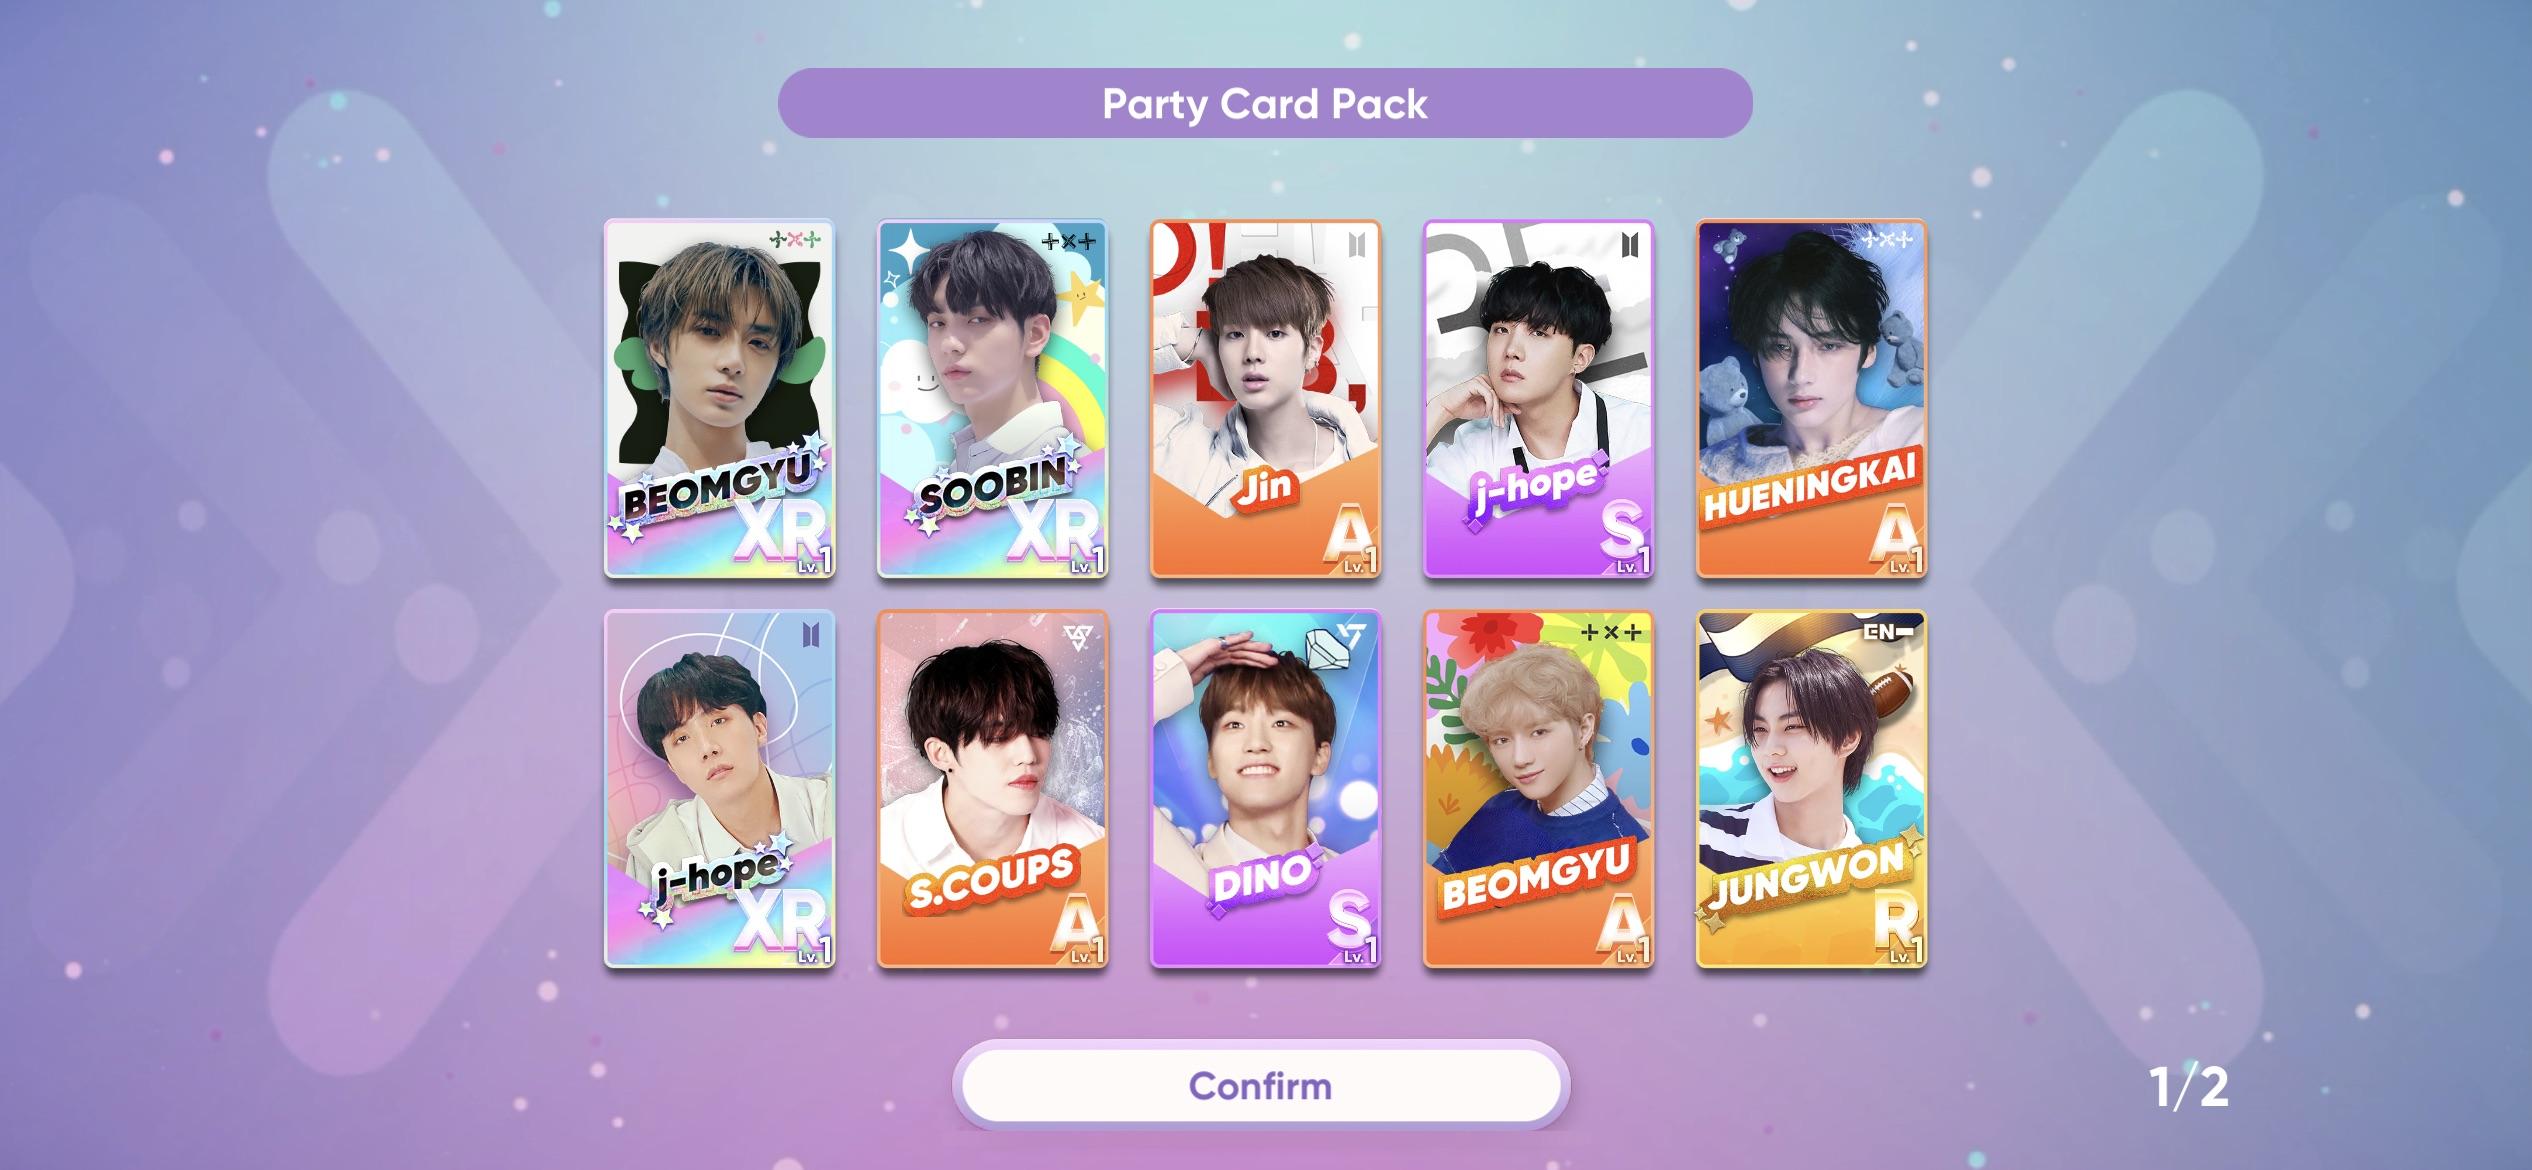 Party Card Pack
BEOMGYU
XR
Lv.1
SOOBIN
XR
Lv.1
Jin
A
Lv.1
j-hope
S
Lv.1
HUENINGKAI
A
Lv.1
j-hope
XR
Lv.1
S.COUPS
A
Lv.1
DINO
S
Lv.1
+×+
BEOMGYU
A
Lv.1
EN-
JUNGWON
R
Lv.1
Confirm
1/2